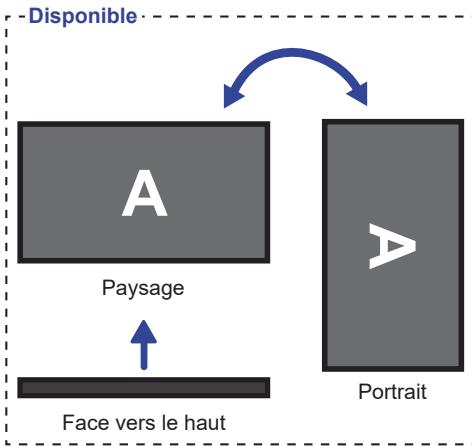 Disponible
A
Paysage
A
Portrait
Face vers le haut